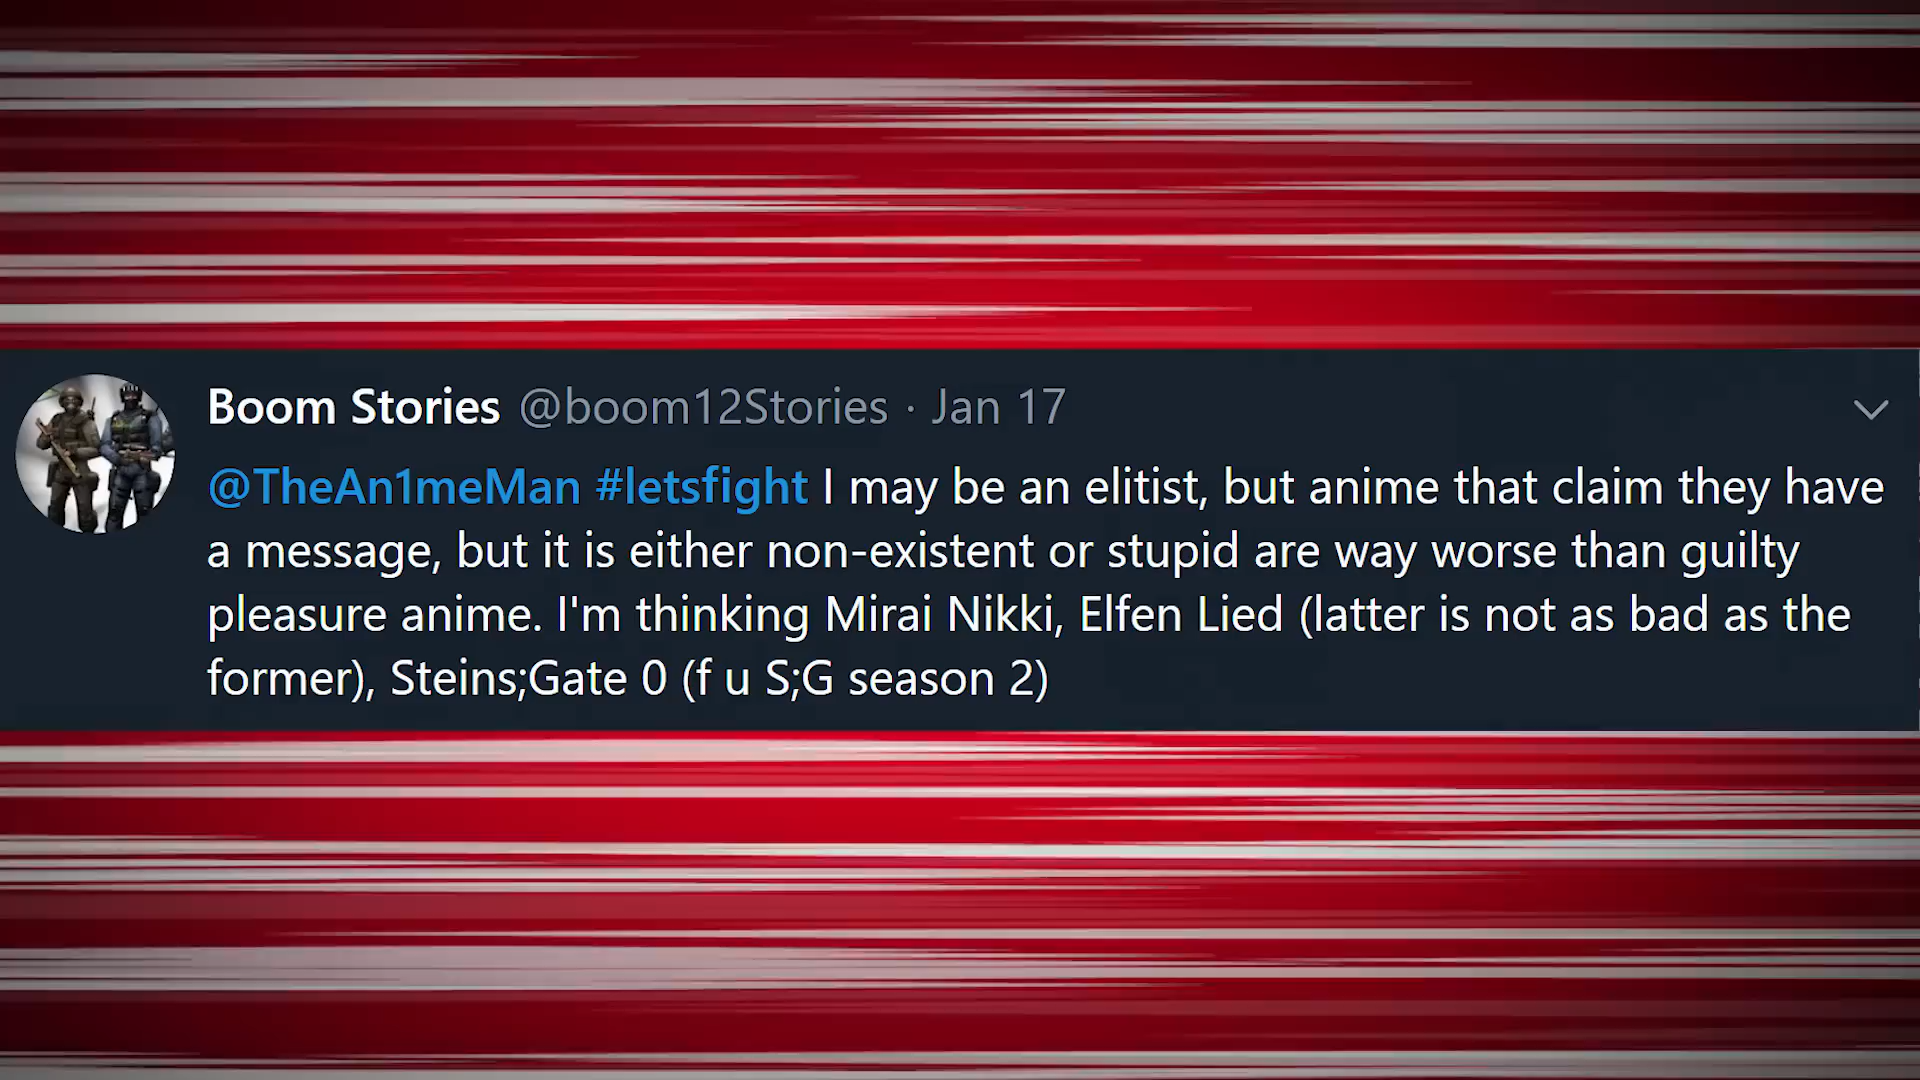 Boom Stories @boom12Stories · Jan 17
@TheAn1meMan #letsfight I may be an elitist, but anime that claim they have
a message, but it is either non-existent or stupid are way worse than guilty
pleasure anime. I'm thinking Mirai Nikki, Elfen Lied (latter is not as bad as the
former), Steins;Gate 0 (f u S;G season 2)